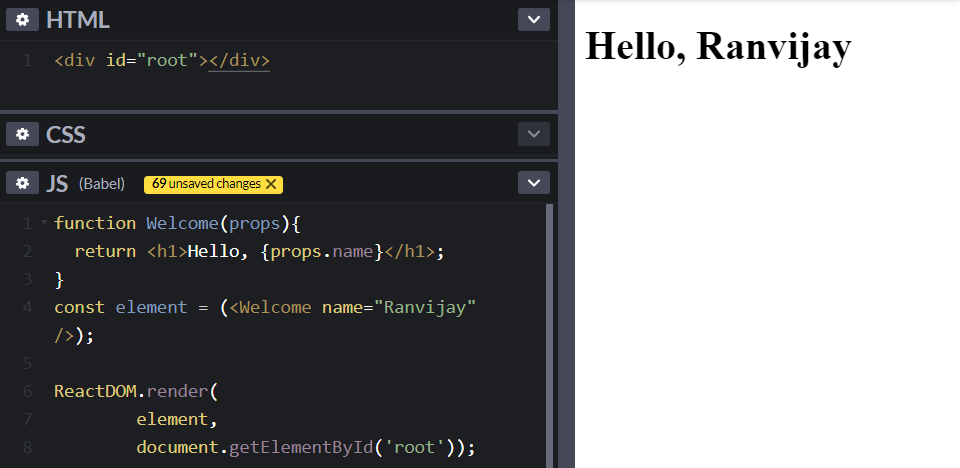 HTML
1 <div id="root"></div>
CSS
JS (Babel) 69 unsaved changes X
1 function Welcome(props){
2 return <h1>Hello, {props.name}</h1>;
3 }
4 const element = (<Welcome name="Ranvijay"
/>);
5
6 ReactDOM.render(
7 element,
8 document.getElementById('root'));
Hello, Ranvijay